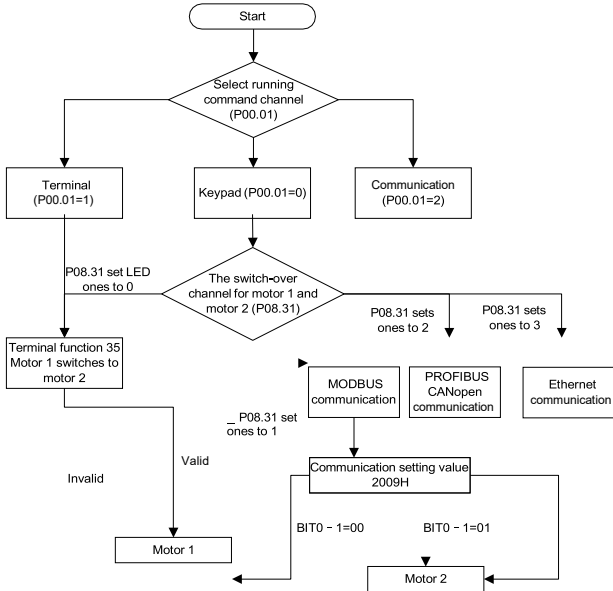 Start
Select running
command channel
(P00.01)
Terminal
(P00.01=1)
Keypad (P00.01=0)
Communication
(P00.01=2)
P08.31 set LED
ones to 0
The switch-over
channel for motor 1 and
motor 2 (P08.31)
P08.31 sets
ones to 2
P08.31 sets
ones to 3
Terminal function 35
Motor 1 switches to
motor 2
MODBUS
communication
PROFIBUS
CANopen
communication
Ethernet
communication
_ P08.31 set
ones to 1
Valid
Invalid
Communication setting value
2009H
BIT0 - 1=00
BIT0 - 1=01
Motor 1
Motor 2